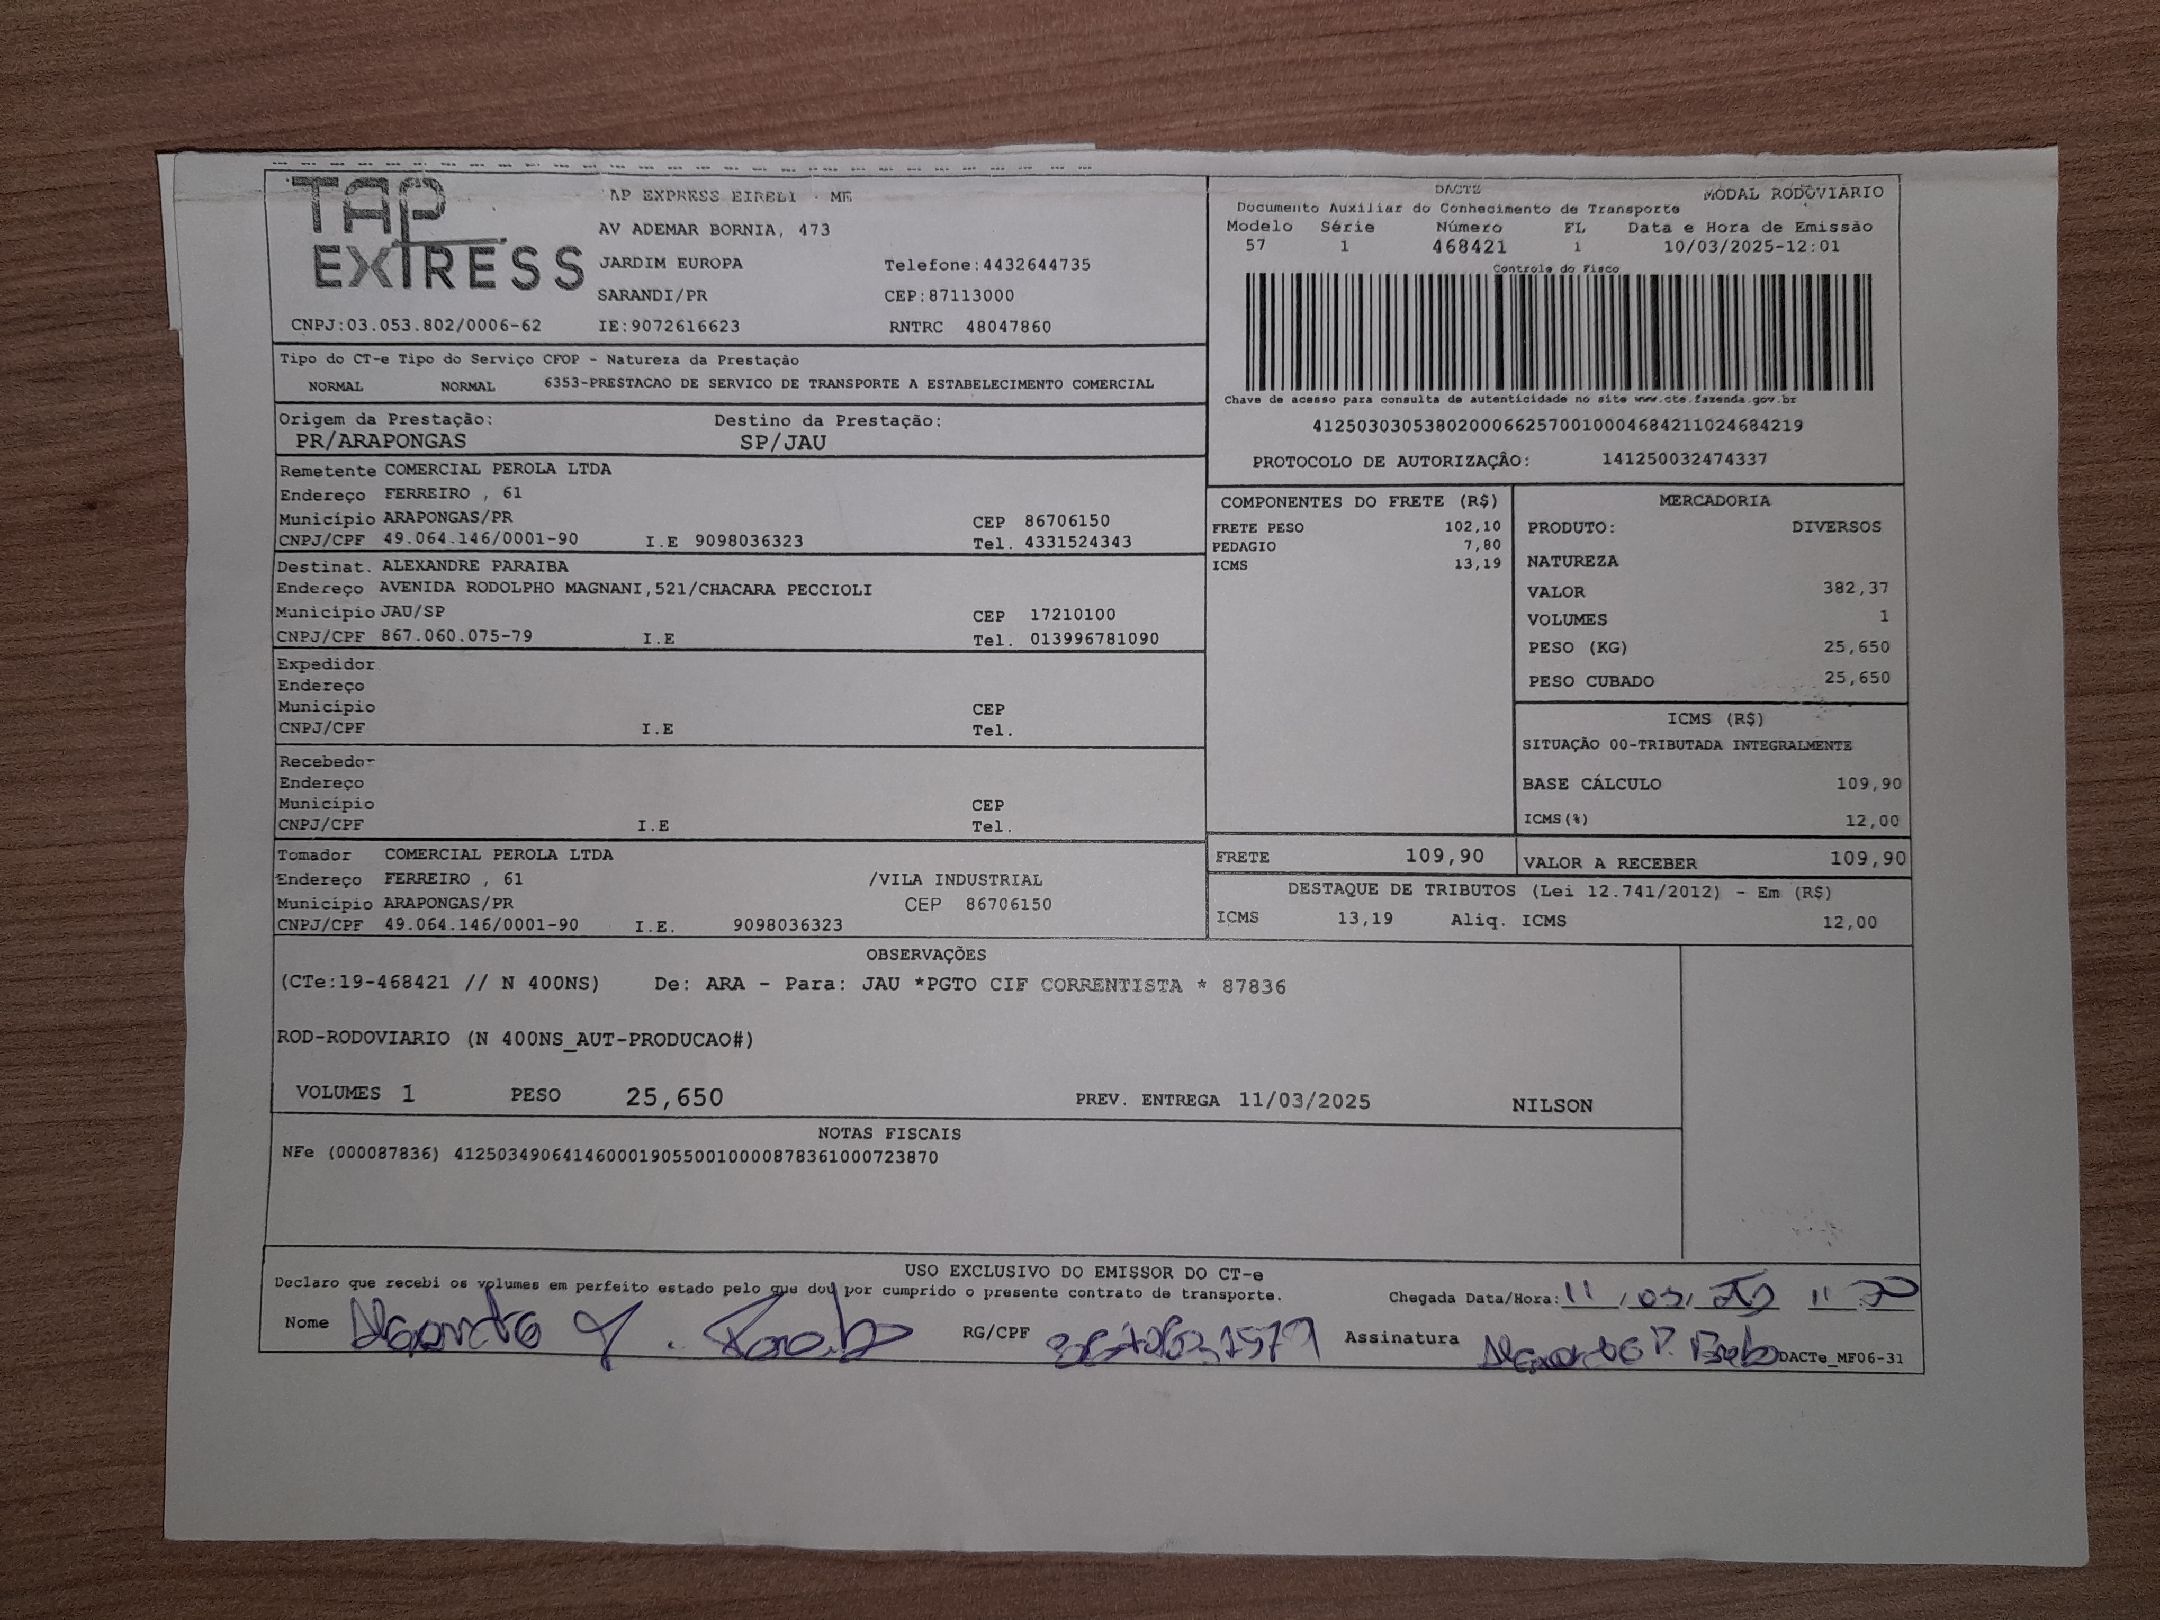 TAP
EXPRESS
AP EXPRESS EIRELI - ME
AV ADEMAR BORNIA, 473
JARDIM EUROPA Telefone:4432644735
SARANDI/PR CEP:87113000
CNPJ:03.053.802/0006-62 IE:9072616623 RNTRC 48047860
DACTE MODAL RODOVIÁRIO
Documento Auxiliar do Conhecimento de Transporte
Modelo Série Número FL Data e Hora de Emissão
57 1 468421 1 10/03/2025-12:01
Controle do Fisco
Chave de acesso para consulta de autenticidade no site www.cte.fazenda.gov.br
41250303053802000662570010004684211024684219
PROTOCOLO DE AUTORIZAÇÃO: 141250032474337
Tipo do CT-e Tipo do Serviço CFOP - Natureza da Prestação
NORMAL NORMAL 6353-PRESTACAO DE SERVICO DE TRANSPORTE A ESTABELECIMENTO COMERCIAL
Origem da Prestação: Destino da Prestação:
PR/ARAPONGAS SP/JAU
Remetente COMERCIAL PEROLA LTDA
Endereço FERREIRO , 61
Município ARAPONGAS/PR CEP 86706150
CNPJ/CPF 49.064.146/0001-90 I.E 9098036323 Tel. 4331524343
Destinat. ALEXANDRE PARAIBA
Endereço AVENIDA RODOLPHO MAGNANI,521/CHACARA PECCIOLI
Município JAU/SP CEP 17210100
CNPJ/CPF 867.060.075-79 I.E Tel. 013996781090
Expedidor
Endereço
Município CEP
CNPJ/CPF I.E Tel.
Recebedor
Endereço
Município CEP
CNPJ/CPF I.E Tel.
Tomador COMERCIAL PEROLA LTDA
Endereço FERREIRO , 61 /VILA INDUSTRIAL
Município ARAPONGAS/PR CEP 86706150
CNPJ/CPF 49.064.146/0001-90 I.E. 9098036323
COMPONENTES DO FRETE (R$)
FRETE PESO 102,10
PEDAGIO 7,80
ICMS 13,19
FRETE 109,90
MERCADORIA
PRODUTO: DIVERSOS
NATUREZA
VALOR 382,37
VOLUMES 1
PESO (KG) 25,650
PESO CUBADO 25,650
ICMS (R$)
SITUAÇÃO 00-TRIBUTADA INTEGRALMENTE
BASE CÁLCULO 109,90
ICMS(%) 12,00
VALOR A RECEBER 109,90
DESTAQUE DE TRIBUTOS (Lei 12.741/2012) - Em (R$)
ICMS 13,19 Aliq. ICMS 12,00
OBSERVAÇÕES
(CTe:19-468421 // N 400NS) De: ARA - Para: JAU *PGTO CIF CORRENTISTA * 87836
ROD-RODOVIARIO (N 400NS_AUT-PRODUCAO#)
VOLUMES 1 PESO 25,650 PREV. ENTREGA 11/03/2025 NILSON
NOTAS FISCAIS
NFe (000087836) 41250349064146000190550010000878361000723870
USO EXCLUSIVO DO EMISSOR DO CT-e
Declaro que recebi os volumes em perfeito estado pelo que dou por cumprido o presente contrato de transporte.
Chegada Data/Hora: 11
Nome RG/CPF Assinatura
DACTe_MF06-31